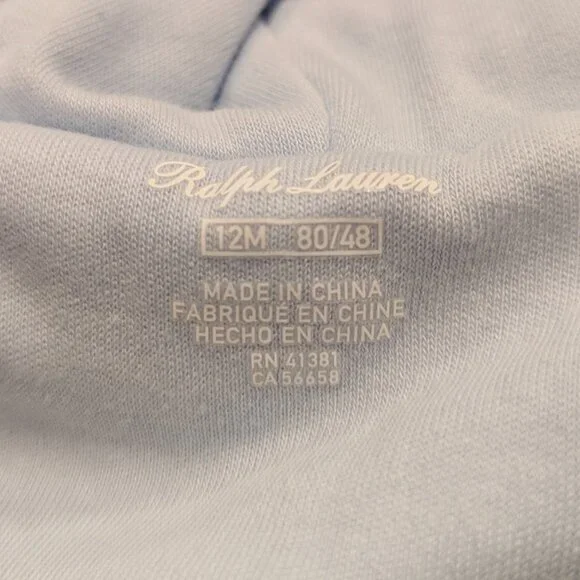 Ralph Lauren
12M 80/48
MADE IN CHINA
FABRIQUE EN CHINE
HECHO EN CHINA
RN 41381
CA 56658